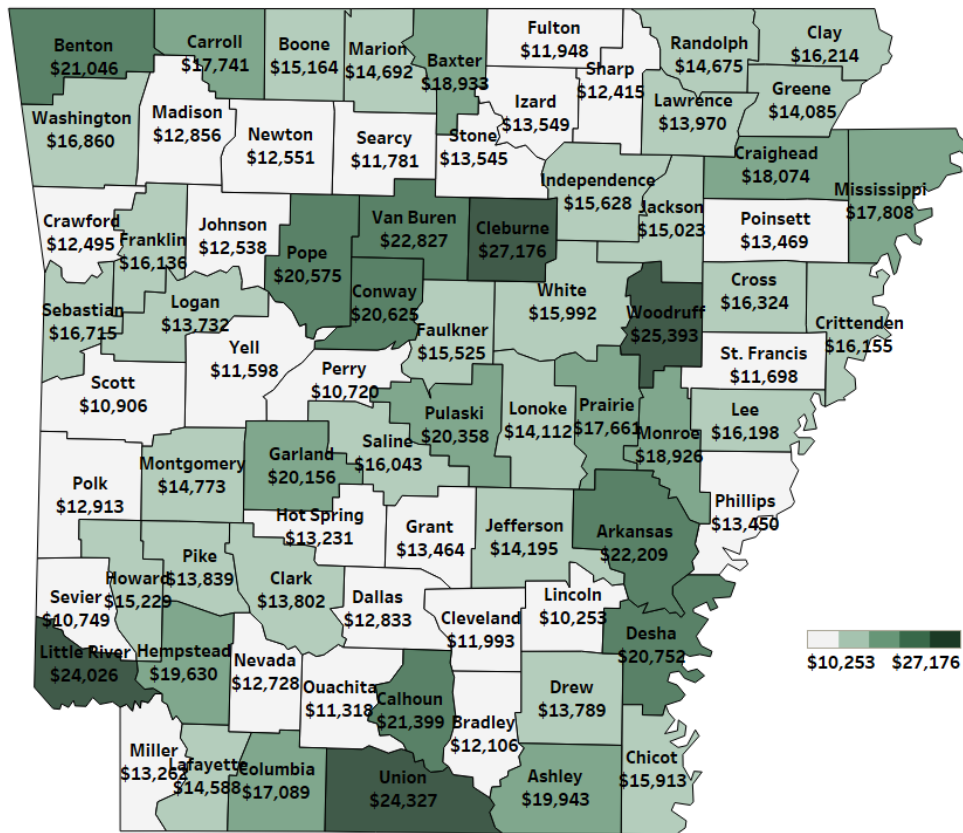 Benton
$21,046
Carroll
$17,741
Boone
$15,164
Marion
$14,692
Baxter
$18,933
Fulton
$11,948
Sharp
$12,415
Randolph
$14,675
Clay
$16,214
Washington
$16,860
Madison
$12,856
Newton
$12,551
Searcy
$11,781
Stone
$13,545
Izard
$13,549
Lawrence
$13,970
Greene
$14,085
Craighead
$18,074
Mississippi
$17,808
Crawford
$12,495
Franklin
$16,136
Johnson
$12,538
Pope
$20,575
Van Buren
$22,827
Cleburne
$27,176
Independence
$15,628
Jackson
$15,023
Poinsett
$13,469
Sebastian
$16,715
Logan
$13,732
Conway
$20,625
Faulkner
$15,525
White
$15,992
Woodruff
$25,393
Cross
$16,324
Crittenden
$16,155
Scott
$10,906
Yell
$11,598
Perry
$10,720
Pulaski
$20,358
Lonoke
$14,112
Prairie
$17,661
Monroe
$18,926
St. Francis
$11,698
Lee
$16,198
Polk
$12,913
Montgomery
$14,773
Garland
$20,156
Saline
$16,043
Hot Spring
$13,231
Grant
$13,464
Jefferson
$14,195
Arkansas
$22,209
Phillips
$13,450
Sevier
$10,749
Howard
$15,229
Pike
$13,839
Clark
$13,802
Dallas
$12,833
Cleveland
$11,993
Lincoln
$10,253
Desha
$20,752
Little River
$24,026
Hempstead
$19,630
Nevada
$12,728
Ouachita
$11,318
Calhoun
$21,399
Bradley
$12,106
Drew
$13,789
Chicot
$15,913
Miller
$13,262
Lafayette
$14,588
Columbia
$17,089
Union
$24,327
Ashley
$19,943
$10,253 $27,176